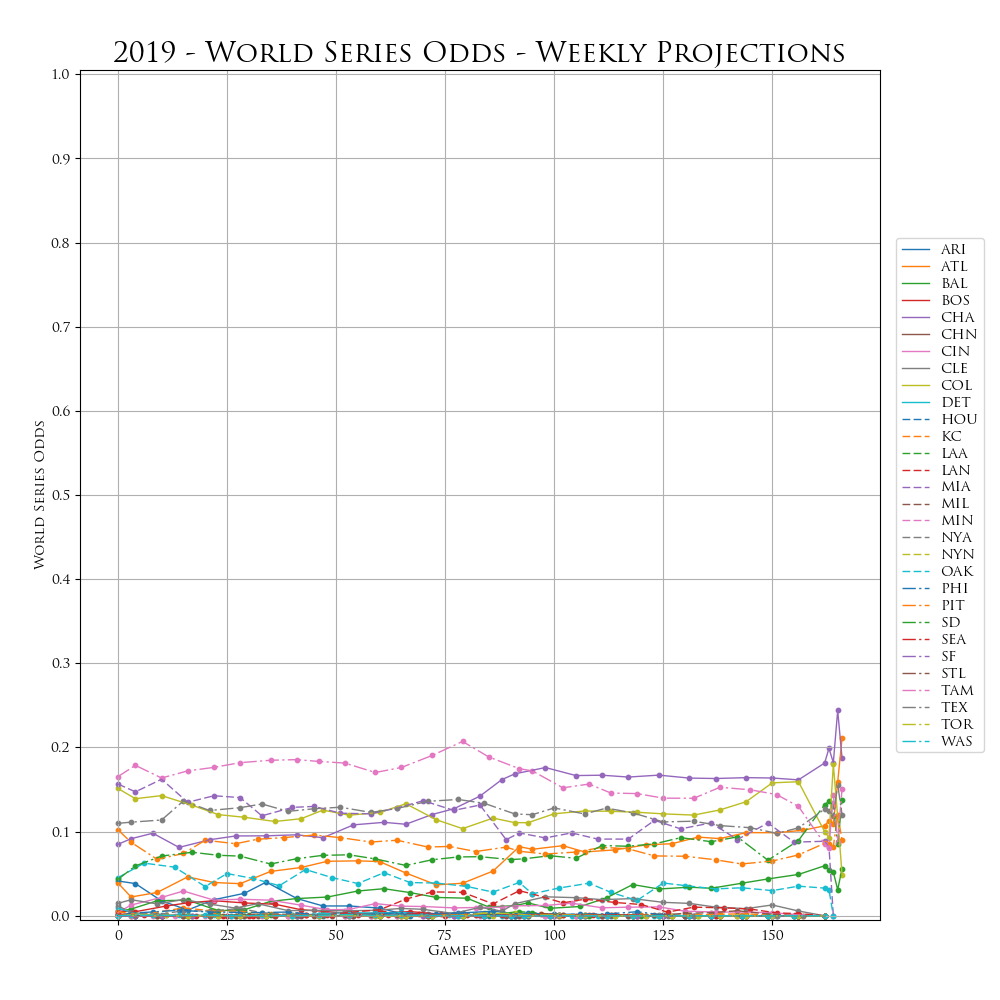 2019 - World Series Odds - Weekly Projections
1.0
0.9
0.8
0.7
0.6
0.5
0.4
0.3
0.2
0.1
0.0
World Series Odds
0 25 50 75 100 125 150
Games Played
ARI
ATL
BAL
BOS
CHA
CHN
CIN
CLE
COL
DET
HOU
KC
LAA
LAN
MIA
MIL
MIN
NYA
NYN
OAK
PHI
PIT
SD
SEA
SF
STL
TAM
TEX
TOR
WAS